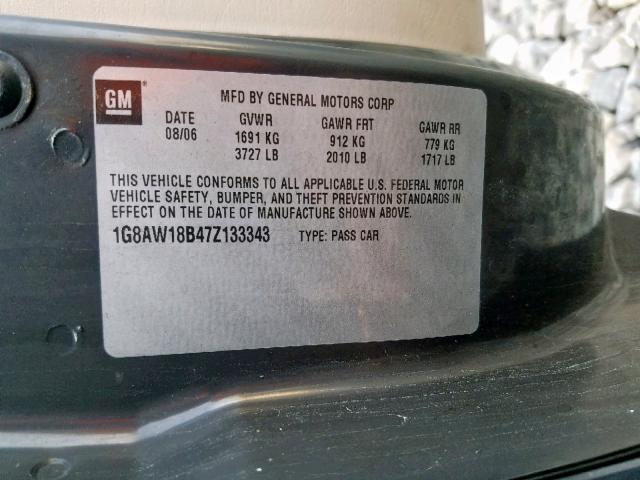 GM
MFD BY GENERAL MOTORS CORP
DATE GVWR GAWR FRT GAWR RR
08/06 1691 KG 912 KG 779 KG
3727 LB 2010 LB 1717 LB
THIS VEHICLE CONFORMS TO ALL APPLICABLE U.S. FEDERAL MOTOR
VEHICLE SAFETY, BUMPER, AND THEFT PREVENTION STANDARDS IN
EFFECT ON THE DATE OF MANUFACTURE SHOWN ABOVE.
1G8AW18B47Z133343 TYPE: PASS CAR